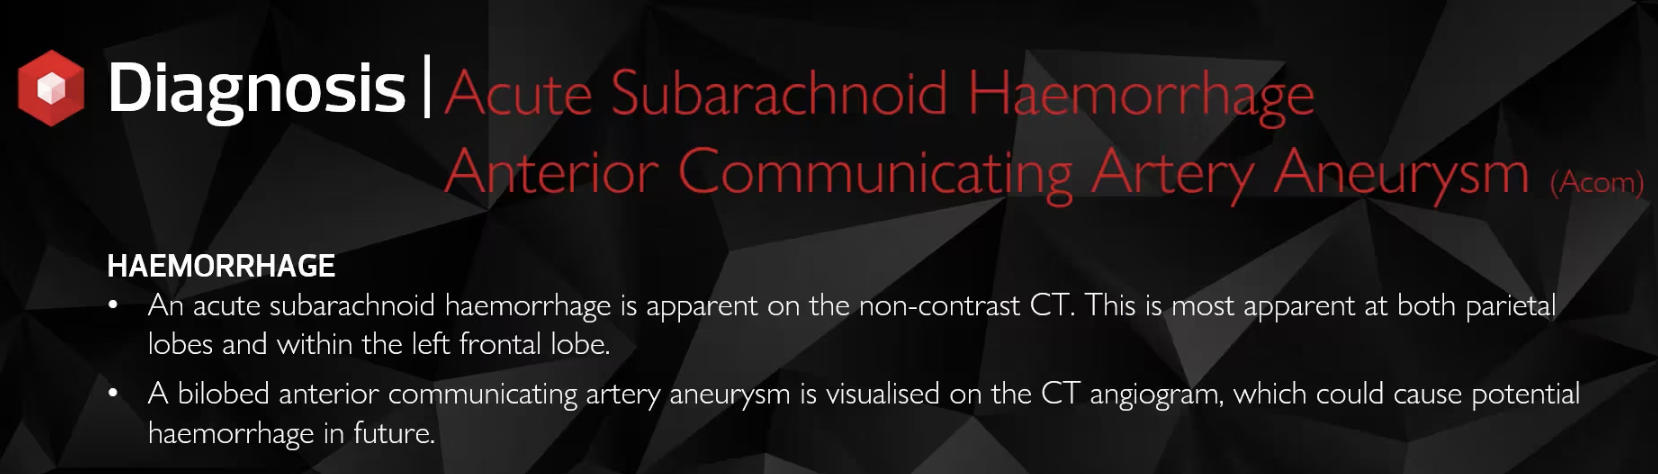 Diagnosis | Acute Subarachnoid Haemorrhage
Anterior Communicating Artery Aneurysm (Acom)
HAEMORRHAGE
• An acute subarachnoid haemorrhage is apparent on the non-contrast CT. This is most apparent at both parietal
lobes and within the left frontal lobe.
• A bilobed anterior communicating artery aneurysm is visualised on the CT angiogram, which could cause potential
haemorrhage in future.